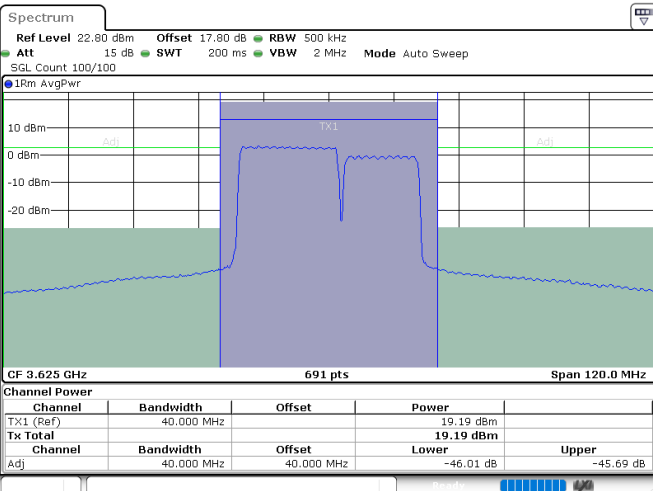 Spectrum
Ref Level 22.80 dBm Offset 17.80 dB RBW 500 kHz
Att 15 dB SWT 200 ms VBW 2 MHz Mode Auto Sweep
SGL Count 100/100
1Rm AvgPwr
TX1
10 dBm
Adj Adj
0 dBm
-10 dBm
-20 dBm
CF 3.625 GHz 691 pts Span 120.0 MHz
Channel Power
Channel Bandwidth Offset Power
TX1 (Ref) 40.000 MHz 19.19 dBm
Tx Total 19.19 dBm
Channel Bandwidth Offset Lower Upper
Adj 40.000 MHz 40.000 MHz -46.01 dB -45.69 dB
Ready